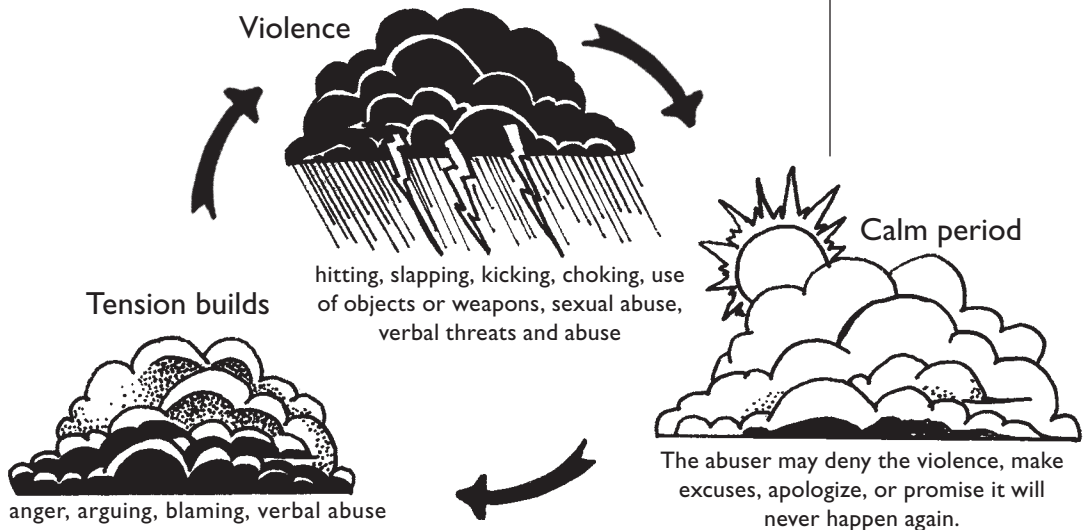 Violence
hitting, slapping, kicking, choking, use
of objects or weapons, sexual abuse,
verbal threats and abuse
Calm period
The abuser may deny the violence, make
excuses, apologize, or promise it will
never happen again.
Tension builds
anger, arguing, blaming, verbal abuse